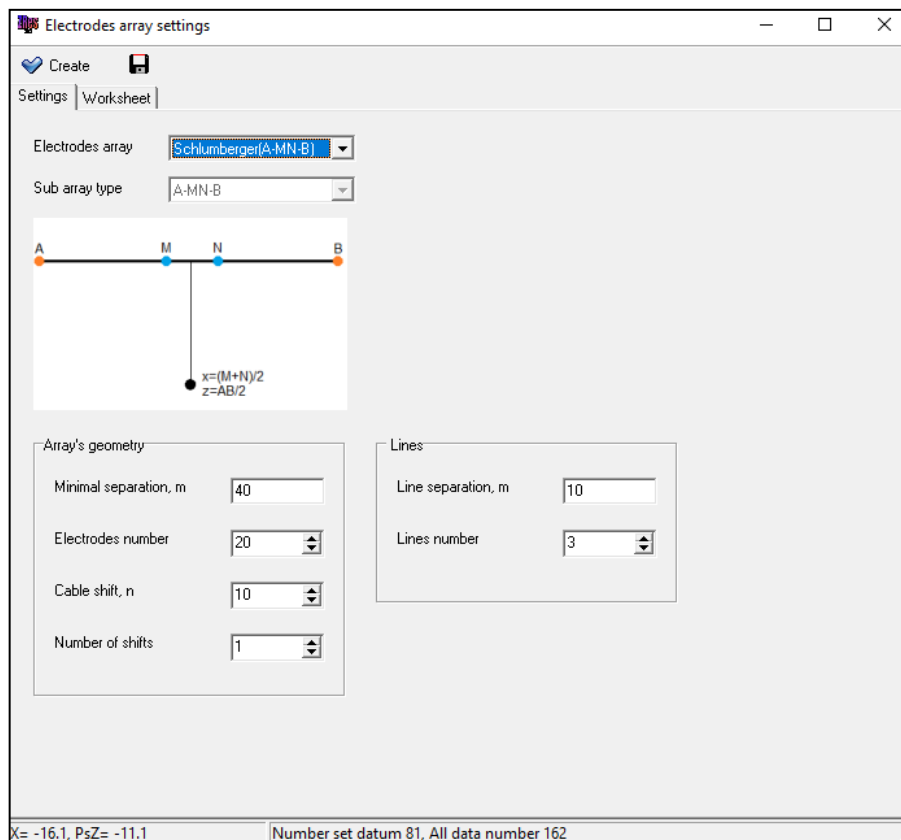 Electrodes array settings
Create
Settings Worksheet
Electrodes array Schlumberger(A-MN-B)
Sub array type A-MN-B
A M N B
x=(M+N)/2
z=AB/2
Array's geometry
Minimal separation, m 40
Electrodes number 20
Cable shift, n 10
Number of shifts 1
Lines
Line separation, m 10
Lines number 3
X= -16.1, PsZ= -11.1 Number set datum 81, All data number 162